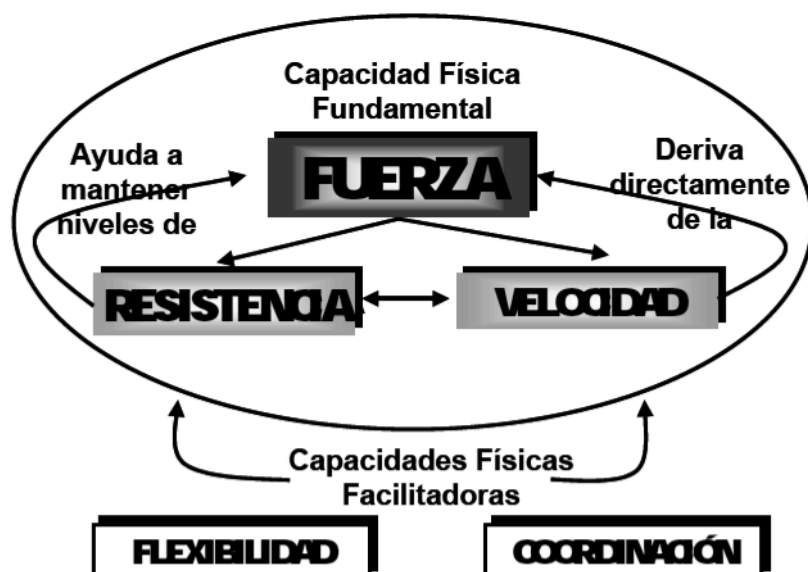 Capacidad Física
Fundamental
FUERZA
Ayuda a
mantener
niveles de
Deriva
directamente
de la
RESISTENCIA
VELOCIDAD
Capacidades Físicas
Facilitadoras
FLEXIBILIDAD
COORDINACIÓN